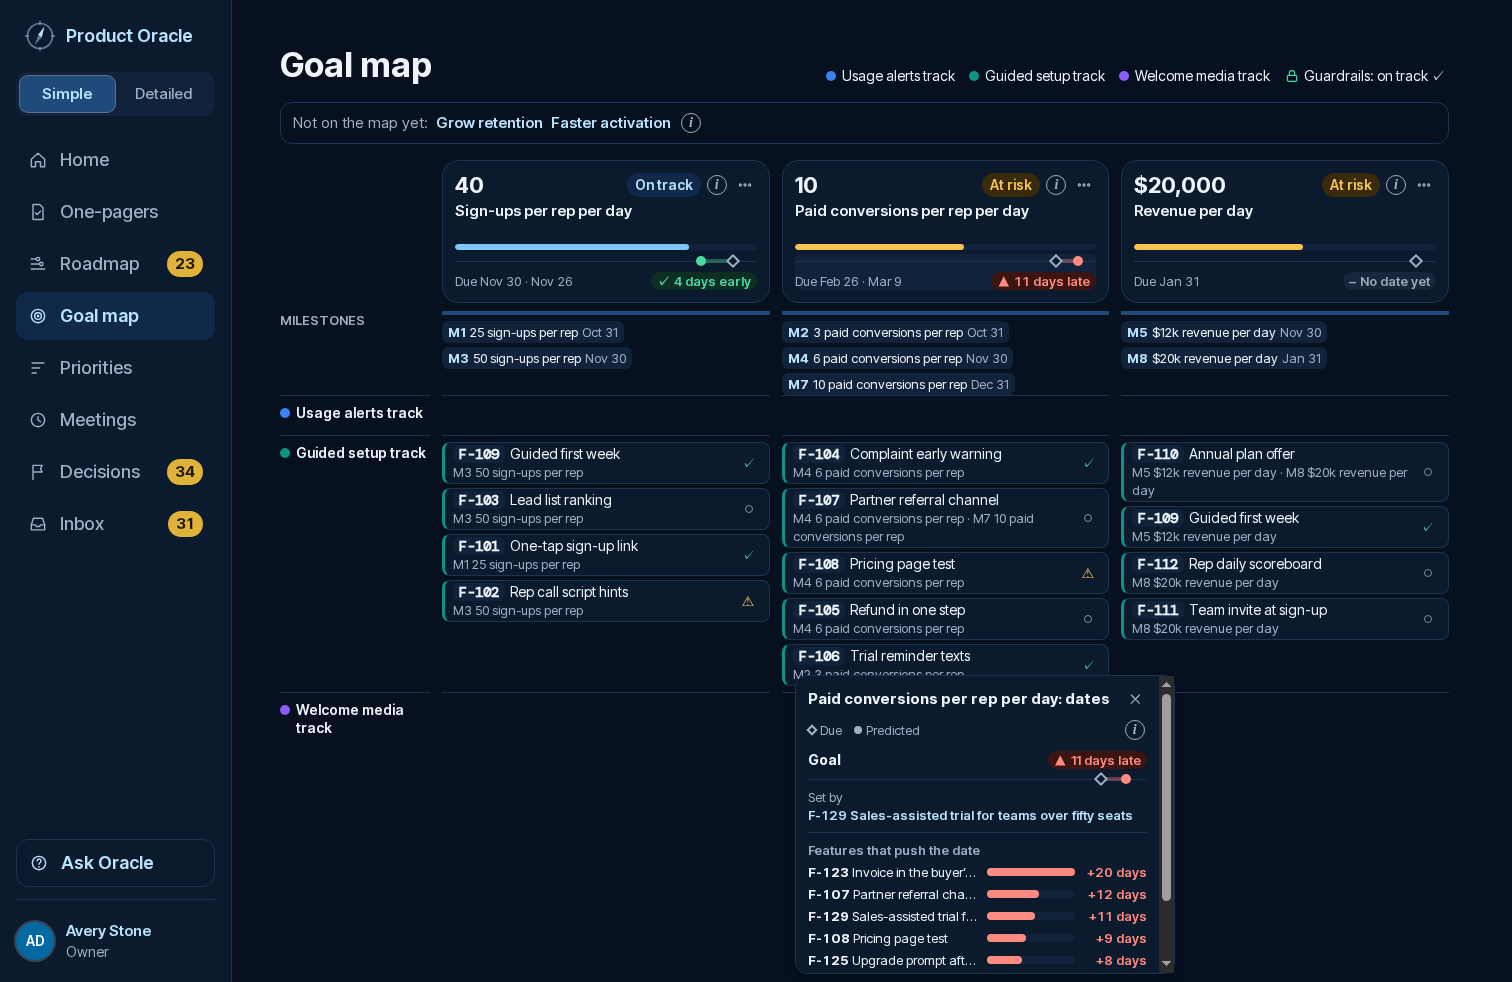 Product Oracle
Simple
Detailed
Home
One-pagers
Roadmap 23
Goal map
Priorities
Meetings
Decisions 34
Inbox 31
Ask Oracle
AD
Avery Stone
Owner
Goal map
Usage alerts track
Guided setup track
Welcome media track
Guardrails: on track ✓
Not on the map yet: Grow retention Faster activation i
40
On track i
Sign-ups per rep per day
Due Nov 30 · Nov 26
✓ 4 days early
10
At risk i
Paid conversions per rep per day
Due Feb 26 · Mar 9
▲ 11 days late
$20,000
At risk i
Revenue per day
Due Jan 31
– No date yet
MILESTONES
M1 25 sign-ups per rep Oct 31
M3 50 sign-ups per rep Nov 30
M2 3 paid conversions per rep Oct 31
M4 6 paid conversions per rep Nov 30
M7 10 paid conversions per rep Dec 31
M5 $12k revenue per day Nov 30
M8 $20k revenue per day Jan 31
Usage alerts track
Guided setup track
F-109 Guided first week
M3 50 sign-ups per rep
✓
F-103 Lead list ranking
M3 50 sign-ups per rep
F-101 One-tap sign-up link
M1 25 sign-ups per rep
✓
F-102 Rep call script hints
M3 50 sign-ups per rep
⚠
F-104 Complaint early warning
M4 6 paid conversions per rep
✓
F-107 Partner referral channel
M4 6 paid conversions per rep · M7 10 paid
conversions per rep
F-108 Pricing page test
M4 6 paid conversions per rep
⚠
F-105 Refund in one step
M4 6 paid conversions per rep
F-106 Trial reminder texts
M2 3 paid conversions per rep
✓
F-110 Annual plan offer
M5 $12k revenue per day · M8 $20k revenue per
day
F-109 Guided first week
M5 $12k revenue per day
✓
F-112 Rep daily scoreboard
M8 $20k revenue per day
F-111 Team invite at sign-up
M8 $20k revenue per day
Welcome media
track
Paid conversions per rep per day: dates
Due
Predicted
i
Goal
▲ 11 days late
Set by
F-129 Sales-assisted trial for teams over fifty seats
Features that push the date
F-123 Invoice in the buyer'… +20 days
F-107 Partner referral cha… +12 days
F-129 Sales-assisted trial f… +11 days
F-108 Pricing page test +9 days
F-125 Upgrade prompt aft… +8 days